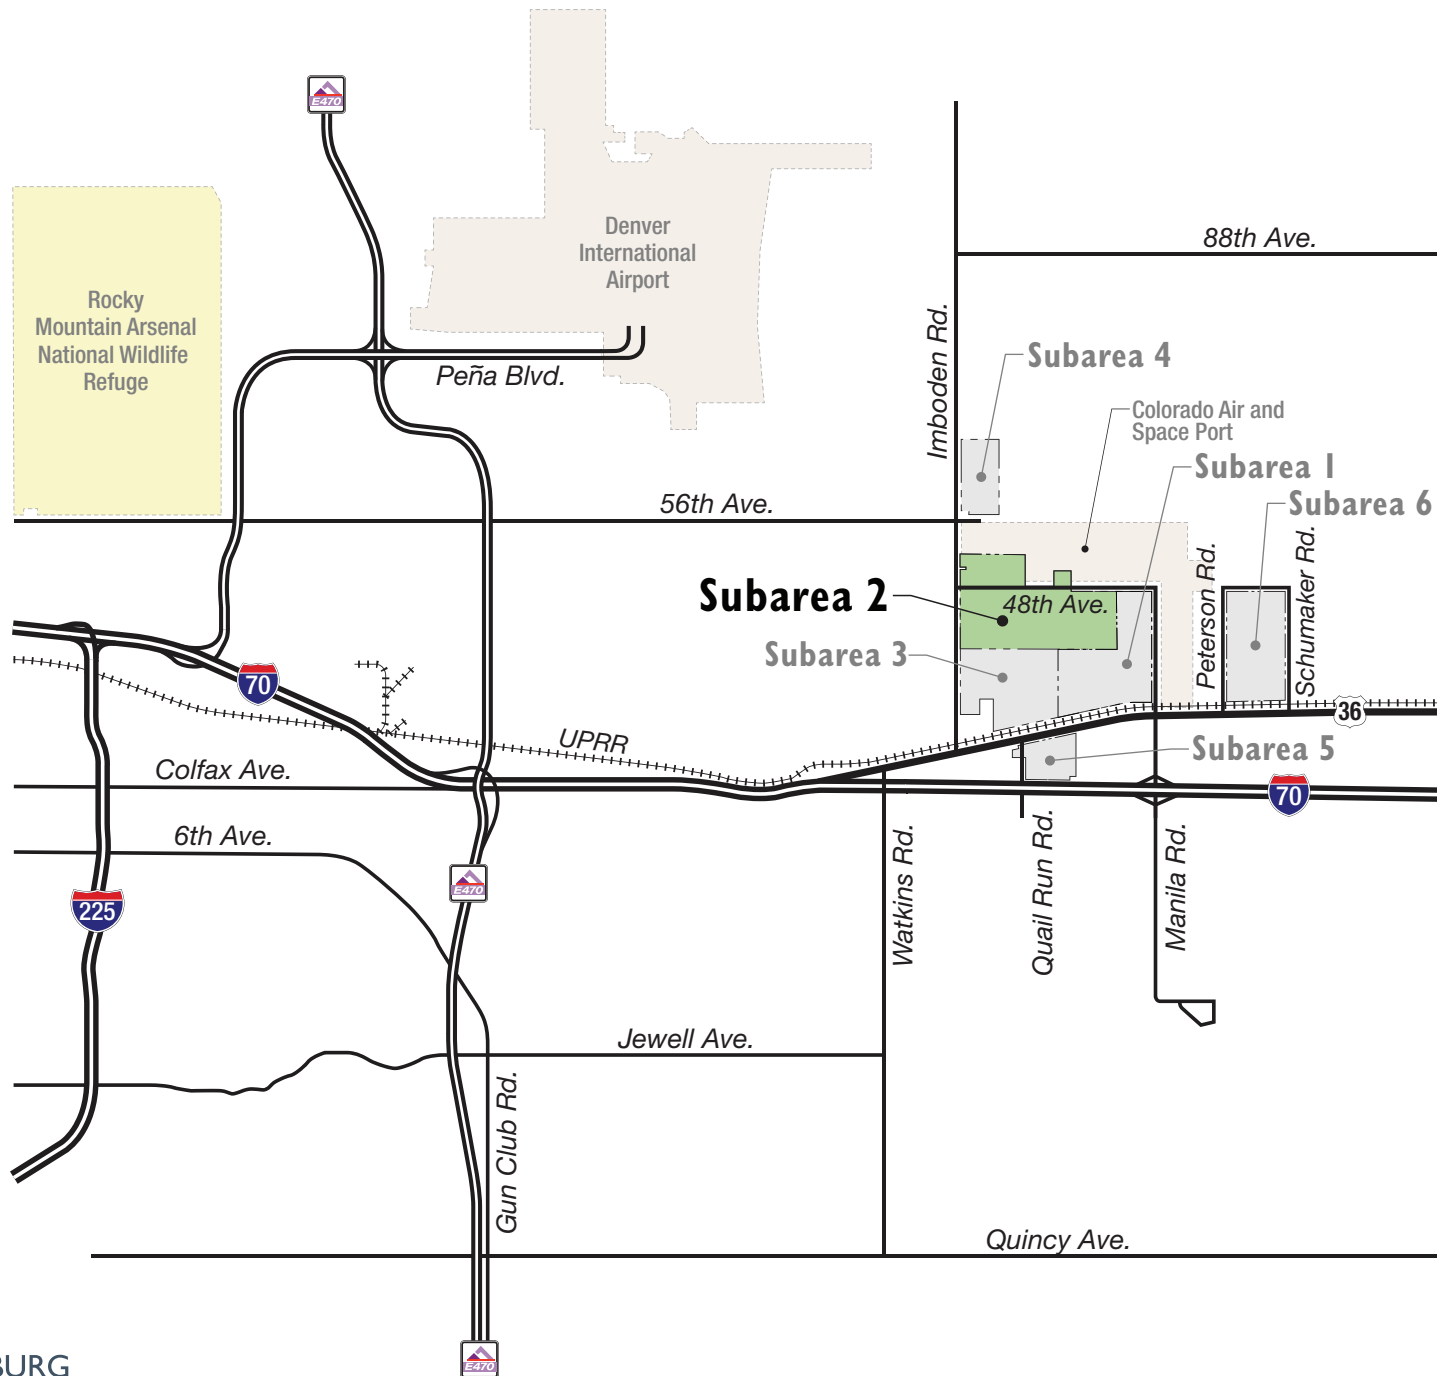 E470
Denver
International
Airport
88th Ave.
Rocky
Mountain Arsenal
National Wildlife
Refuge
Peña Blvd.
Imboden Rd.
Subarea 4
Colorado Air and
Space Port
Subarea 1
56th Ave.
Subarea 6
Subarea 2
48th Ave.
Peterson Rd.
Schumaker Rd.
Subarea 3
70
36
UPRR
Subarea 5
Colfax Ave.
70
6th Ave.
E470
225
Watkins Rd.
Quail Run Rd.
Manila Rd.
Jewell Ave.
Gun Club Rd.
Quincy Ave.
E470
BURG